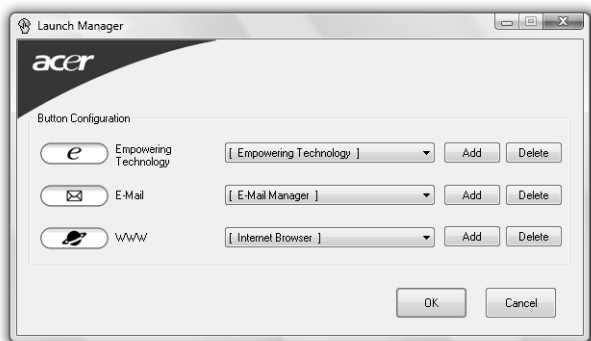 Launch Manager
acer
Button Configuration
e Empowering Technology [ Empowering Technology ] Add Delete
E-Mail [ E-Mail Manager ] Add Delete
WWW [ Internet Browser ] Add Delete
OK Cancel